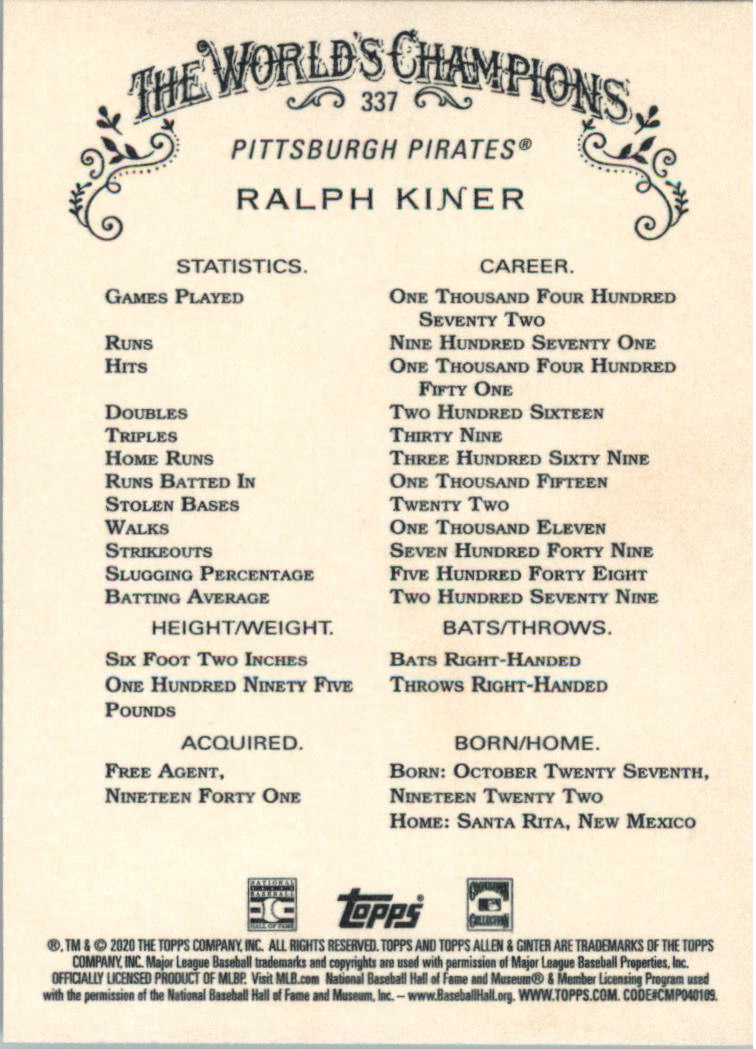 THE WORLD'S CHAMPIONS
337
PITTSBURGH PIRATES®
RALPH KINER
STATISTICS. CAREER.
GAMES PLAYED ONE THOUSAND FOUR HUNDRED
SEVENTY TWO
RUNS NINE HUNDRED SEVENTY ONE
HITS ONE THOUSAND FOUR HUNDRED
FIFTY ONE
DOUBLES TWO HUNDRED SIXTEEN
TRIPLES THIRTY NINE
HOME RUNS THREE HUNDRED SIXTY NINE
RUNS BATTED IN ONE THOUSAND FIFTEEN
STOLEN BASES TWENTY TWO
WALKS ONE THOUSAND ELEVEN
STRIKEOUTS SEVEN HUNDRED FORTY NINE
SLUGGING PERCENTAGE FIVE HUNDRED FORTY EIGHT
BATTING AVERAGE TWO HUNDRED SEVENTY NINE
HEIGHT/WEIGHT. BATS/THROWS.
SIX FOOT TWO INCHES BATS RIGHT-HANDED
ONE HUNDRED NINETY FIVE THROWS RIGHT-HANDED
POUNDS
ACQUIRED. BORN/HOME.
FREE AGENT, BORN: OCTOBER TWENTY SEVENTH,
NINETEEN FORTY ONE NINETEEN TWENTY TWO
HOME: SANTA RITA, NEW MEXICO
NATIONAL
BASEBALL
HALL OF FAME
topps®
COOPERSTOWN
COLLECTION
®, TM & © 2020 THE TOPPS COMPANY, INC. ALL RIGHTS RESERVED. TOPPS AND TOPPS ALLEN & GINTER ARE TRADEMARKS OF THE TOPPS
COMPANY, INC. Major League Baseball trademarks and copyrights are used with permission of Major League Baseball Properties, Inc.
OFFICIALLY LICENSED PRODUCT OF MLBP. Visit MLB.com National Baseball Hall of Fame and Museum® & Member Licensing Program used
with the permission of the National Baseball Hall of Fame and Museum, Inc. – www.BaseballHall.org. WWW.TOPPS.COM. CODE#CMP040109.